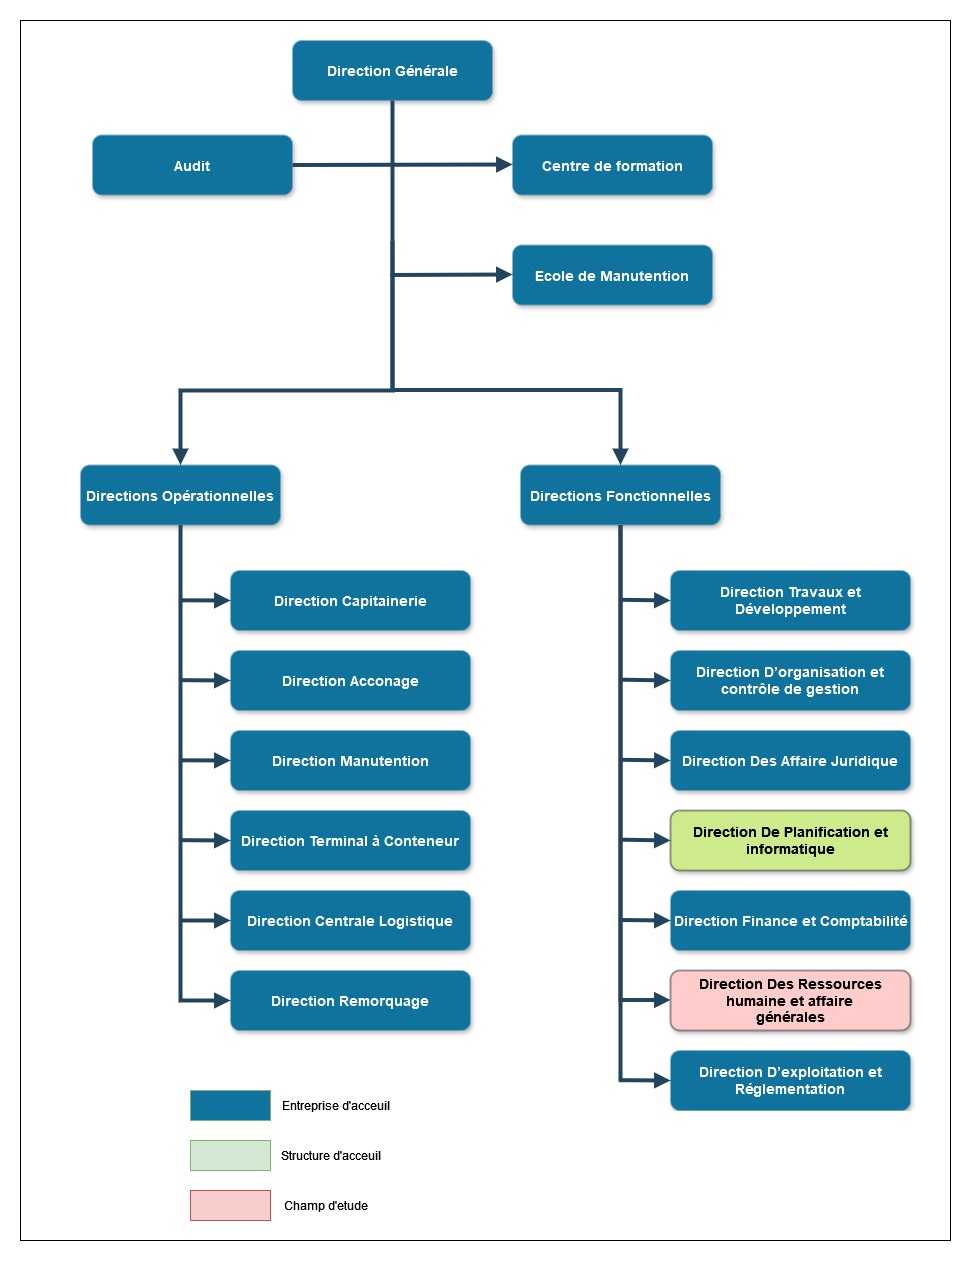 Direction Générale
Audit
Centre de formation
Ecole de Manutention
Directions Opérationnelles
Directions Fonctionnelles
Direction Capitainerie
Direction Acconage
Direction Manutention
Direction Terminal à Conteneur
Direction Centrale Logistique
Direction Remorquage
Direction Travaux et
Développement
Direction D'organisation et
contrôle de gestion
Direction Des Affaire Juridique
Direction De Planification et
informatique
Direction Finance et Comptabilité
Direction Des Ressources
humaine et affaire
générales
Direction D'exploitation et
Réglementation
Entreprise d'acceuil
Structure d'acceuil
Champ d'etude